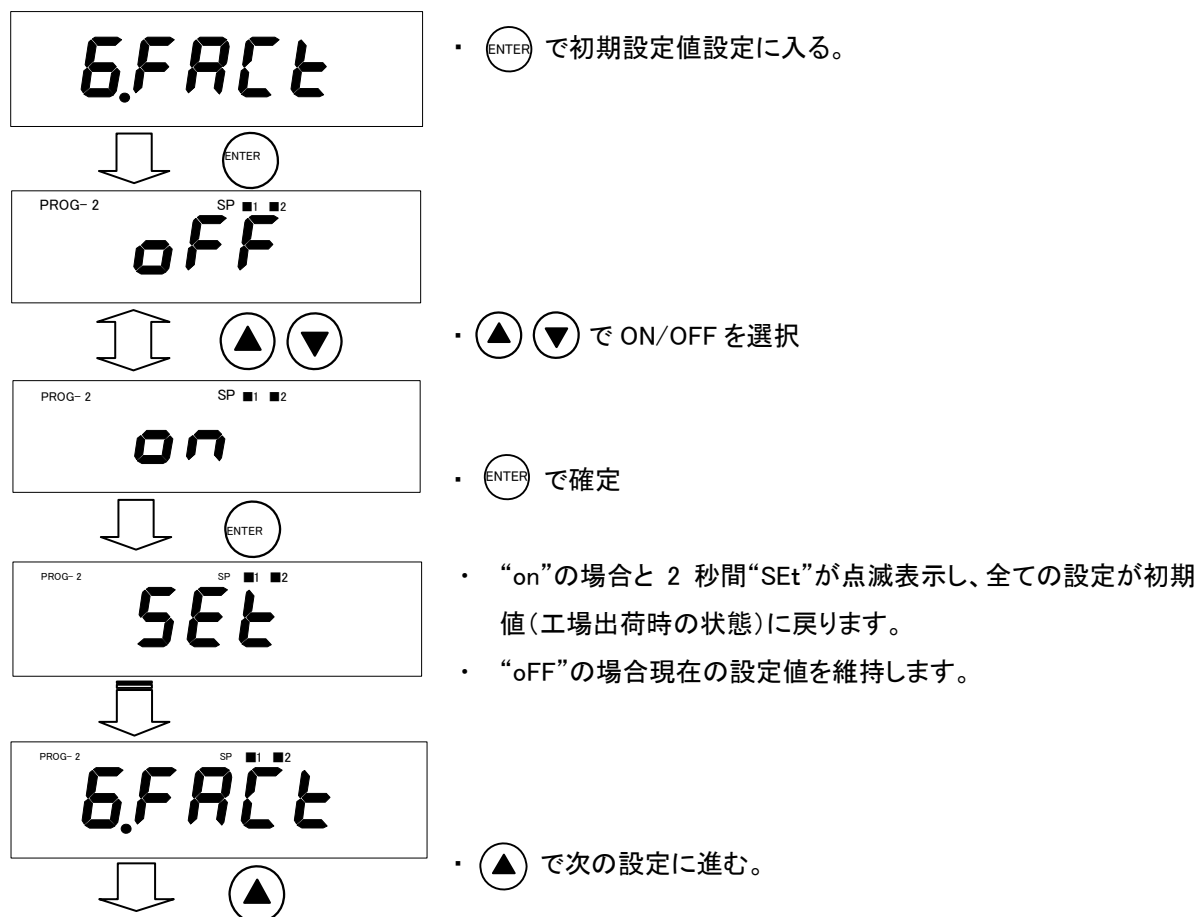 6.FACt
・ ENTER で初期設定値設定に入る。
ENTER
PROG- 2 SP ■1 ■2
oFF
▲ ▼
・ ▲ ▼ で ON/OFF を選択
PROG- 2 SP ■1 ■2
on
・ ENTER で確定
ENTER
PROG- 2 SP ■1 ■2
SEt
・ “on”の場合と 2 秒間“SEt”が点滅表示し、全ての設定が初期
値(工場出荷時の状態)に戻ります。
・ “oFF”の場合現在の設定値を維持します。
PROG- 2 SP ■1 ■2
6.FACt
・ ▲ で次の設定に進む。
▲